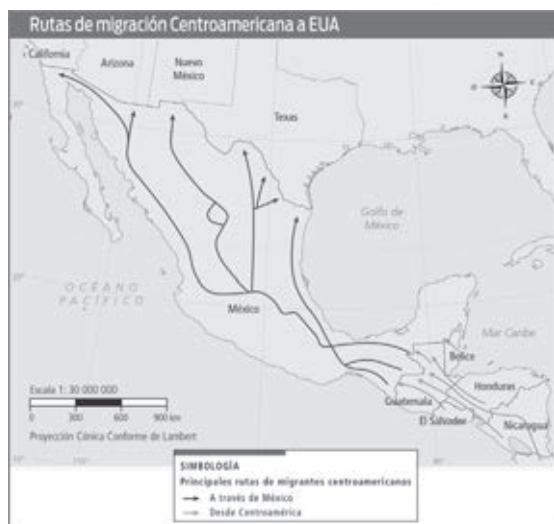 Rutas de migración Centroamericana a EUA
California
Arizona
Nuevo
México
Texas
N
O
E
S
Golfo de
México
OCÉANO
PACÍFICO
México
Mar Caribe
Belice
Honduras
Guatemala
El Salvador
Nicaragua
Escala 1: 30 000 000
0 300 600 900 km
Proyección Cónica Conforme de Lambert
SIMBOLOGÍA
Principales rutas de migrantes centroamericanos
A través de México
Desde Centroamérica